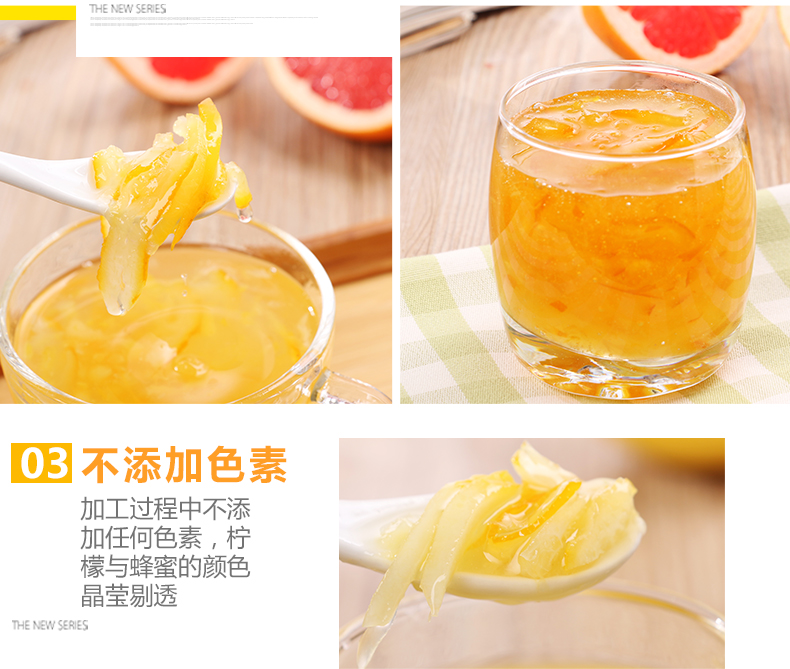 THE NEW SERIES
03 不添加色素
加工过程中不添
加任何色素，柠
檬与蜂蜜的颜色
晶莹剔透
THE NEW SERIES